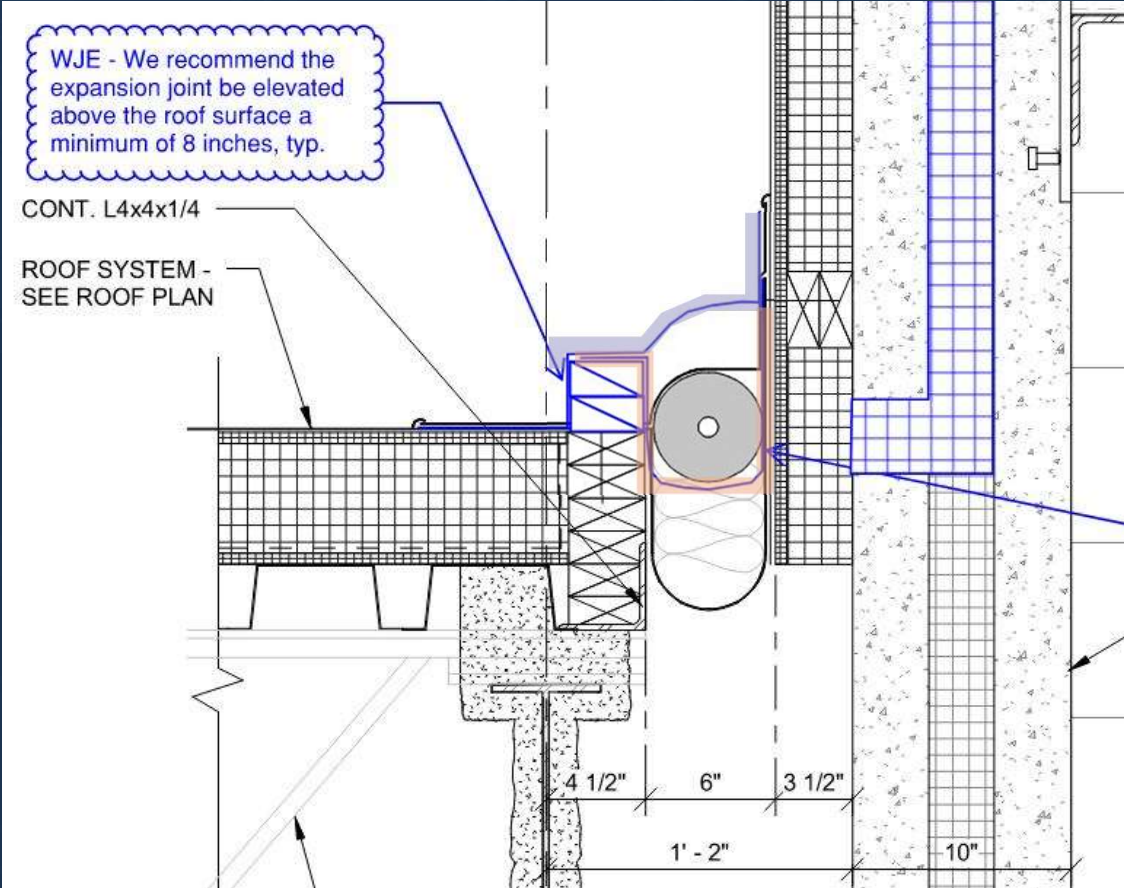 WJE - We recommend the
expansion joint be elevated
above the roof surface a
minimum of 8 inches, typ.
CONT. L4x4x1/4
ROOF SYSTEM -
SEE ROOF PLAN
4 1/2" 6" 3 1/2"
1' - 2" 10"